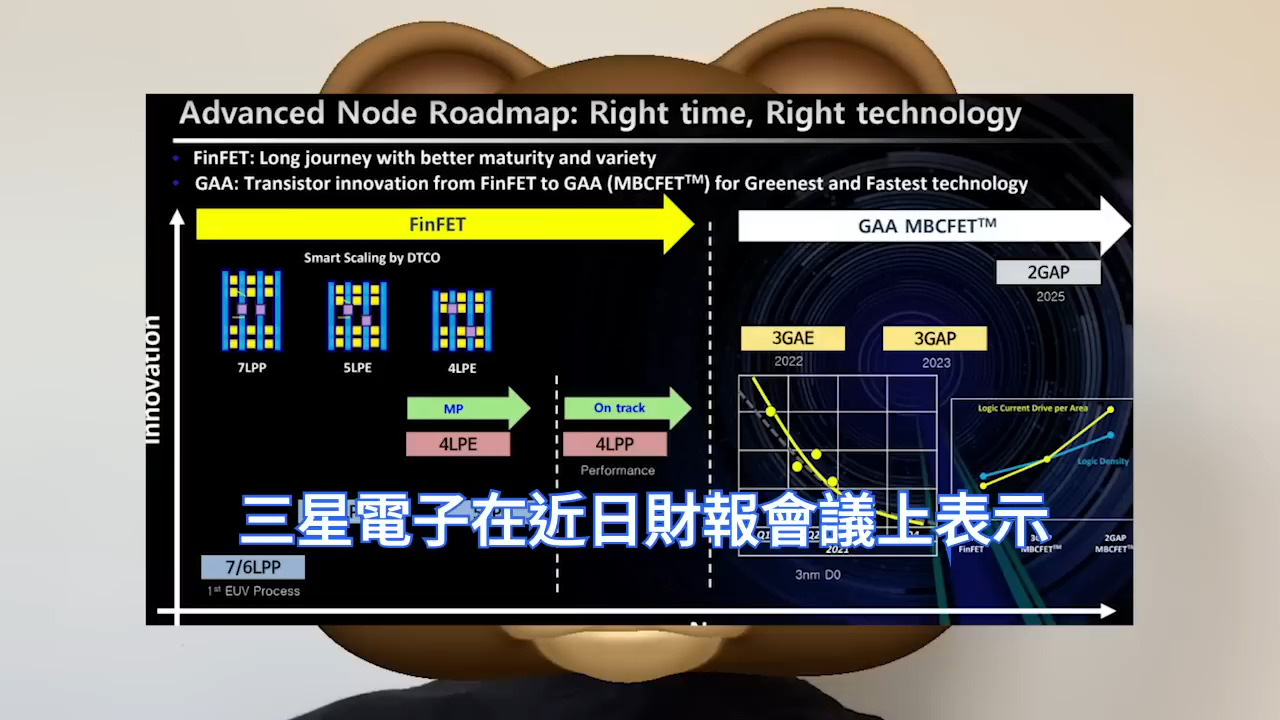 Advanced Node Roadmap: Right time, Right technology
• FinFET: Long journey with better maturity and variety
• GAA: Transistor innovation from FinFET to GAA (MBCFET™) for Greenest and Fastest technology
FinFET
GAA MBCFET™
Smart Scaling by DTCO
2GAP
2025
3GAE
2022
3GAP
2023
7LPP
5LPE
4LPE
Innovation
MP
On track
4LPE
4LPP
Performance
Logic Current Drive per Area
Logic Density
三星電子在近日財報會議上表示
2021
FinFET
MBCFET™
2GAP
MBCFET
3nm D0
7/6LPP
1st EUV Process